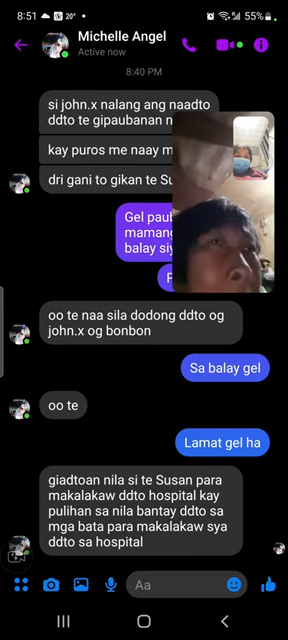 8:51
20°
55%
Michelle Angel
Active now
8:40 PM
si john.x nalang ang naadto
ddto te gipaubanan n
kay puros me naay m
dri gani to gikan te Su
Gel paub
mamang
balay siy
oo te naa sila dodong ddto og
john.x og bonbon
Sa balay gel
oo te
Lamat gel ha
giadtoan nila si te Susan para
makalakaw ddto hospital kay
pulihan sa nila bantay ddto sa
mga bata para makalakaw sya
ddto sa hospital
Aa